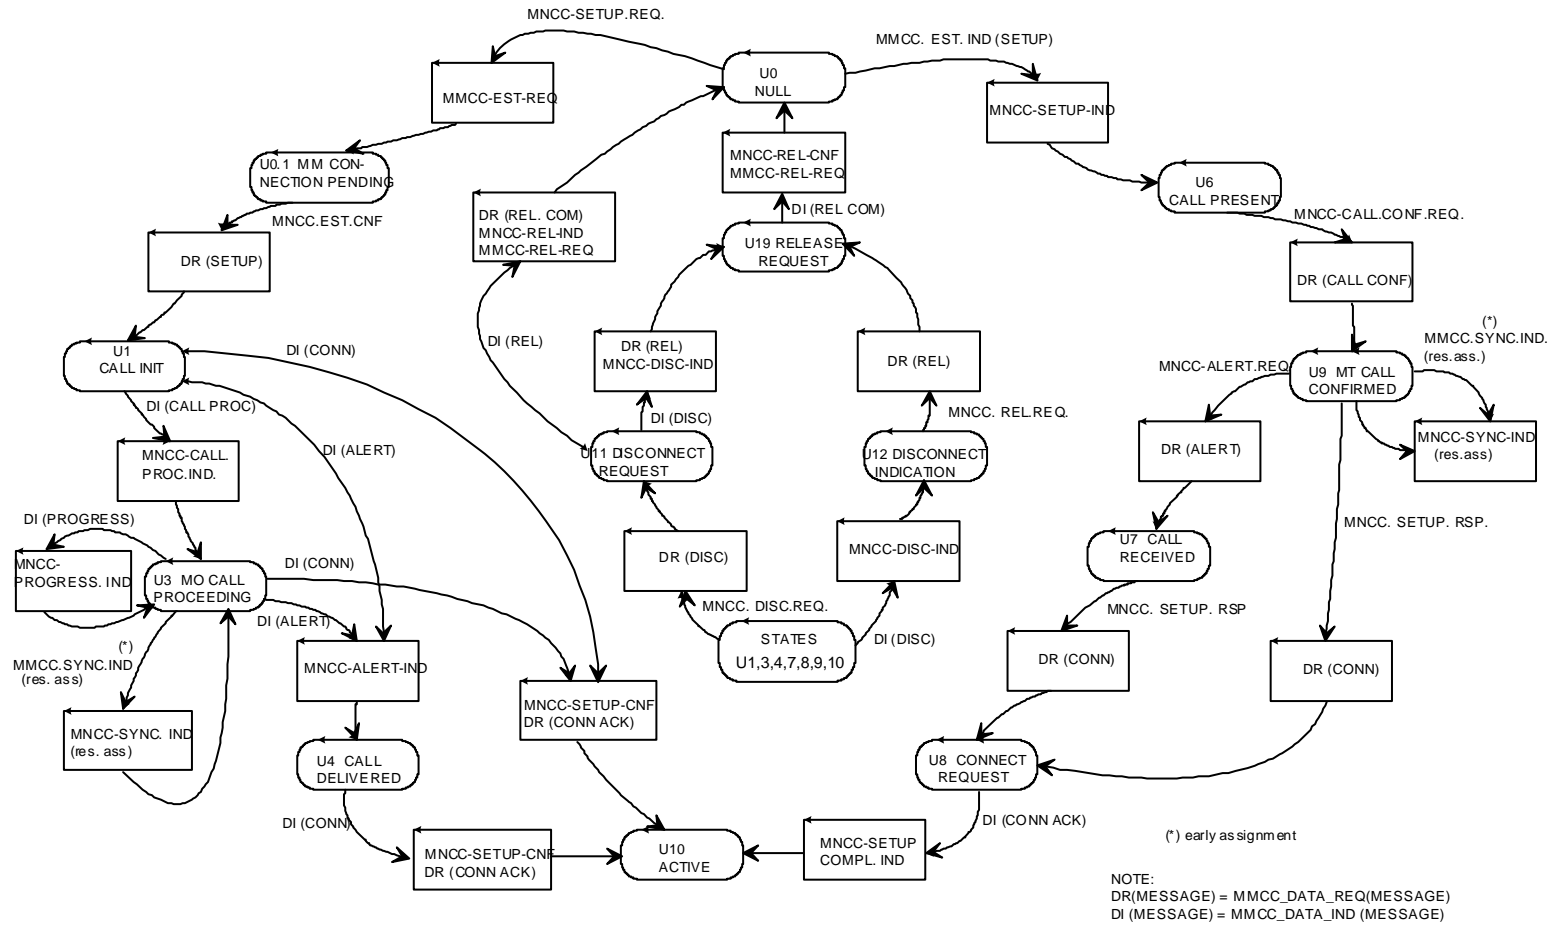 MNCC-SETUP.REQ.
MMCC. EST. IND (SETUP)
U0
NULL
MMCC-EST-REQ
MNCC-SETUP-IND
MNCC-REL-CNF
MMCC-REL-REQ
U0.1 MM CON-
NECTION PENDING
U6
CALL PRESENT
MNCC.EST.CNF
DR (REL. COM)
MNCC-REL-IND
MMCC-REL-REQ
DI (REL COM)
MNCC-CALL.CONF.REQ.
DR (SETUP)
U19 RELEASE
REQUEST
DR (CALL CONF)
U1
CALL INIT
DI (CONN)
DI (REL)
DR (REL)
MNCC-DISC-IND
DR (REL)
(*)
MMCC.SYNC.IND.
(res.ass.)
MNCC-ALERT.REQ
U9 MT CALL
CONFIRMED
DI (CALL PROC)
DI (DISC)
MNCC. REL.REQ.
MNCC-CALL.
PROC.IND.
DI (ALERT)
U11 DISCONNECT
REQUEST
U12 DISCONNECT
INDICATION
DR (ALERT)
MNCC-SYNC-IND
(res.ass)
DI (PROGRESS)
MNCC. SETUP. RSP.
MNCC-
PROGRESS. IND
U3 MO CALL
PROCEEDING
DI (CONN)
DR (DISC)
MNCC-DISC-IND
U7 CALL
RECEIVED
DI (ALERT)
MNCC. DISC.REQ.
MNCC. SETUP. RSP
(*)
MMCC.SYNC.IND
(res. ass)
MNCC-ALERT-IND
STATES
U1,3,4,7,8,9,10
DI (DISC)
DR (CONN)
DR (CONN)
MNCC-SYNC. IND
(res. ass)
MNCC-SETUP-CNF
DR (CONN ACK)
U4 CALL
DELIVERED
U8 CONNECT
REQUEST
DI (CONN)
DI (CONN ACK)
MNCC-SETUP-CNF
DR (CONN ACK)
U10
ACTIVE
MNCC-SETUP
COMPL. IND
(*) early assignment
NOTE:
DR(MESSAGE) = MMCC_DATA_REQ(MESSAGE)
DI (MESSAGE) = MMCC_DATA_IND (MESSAGE)